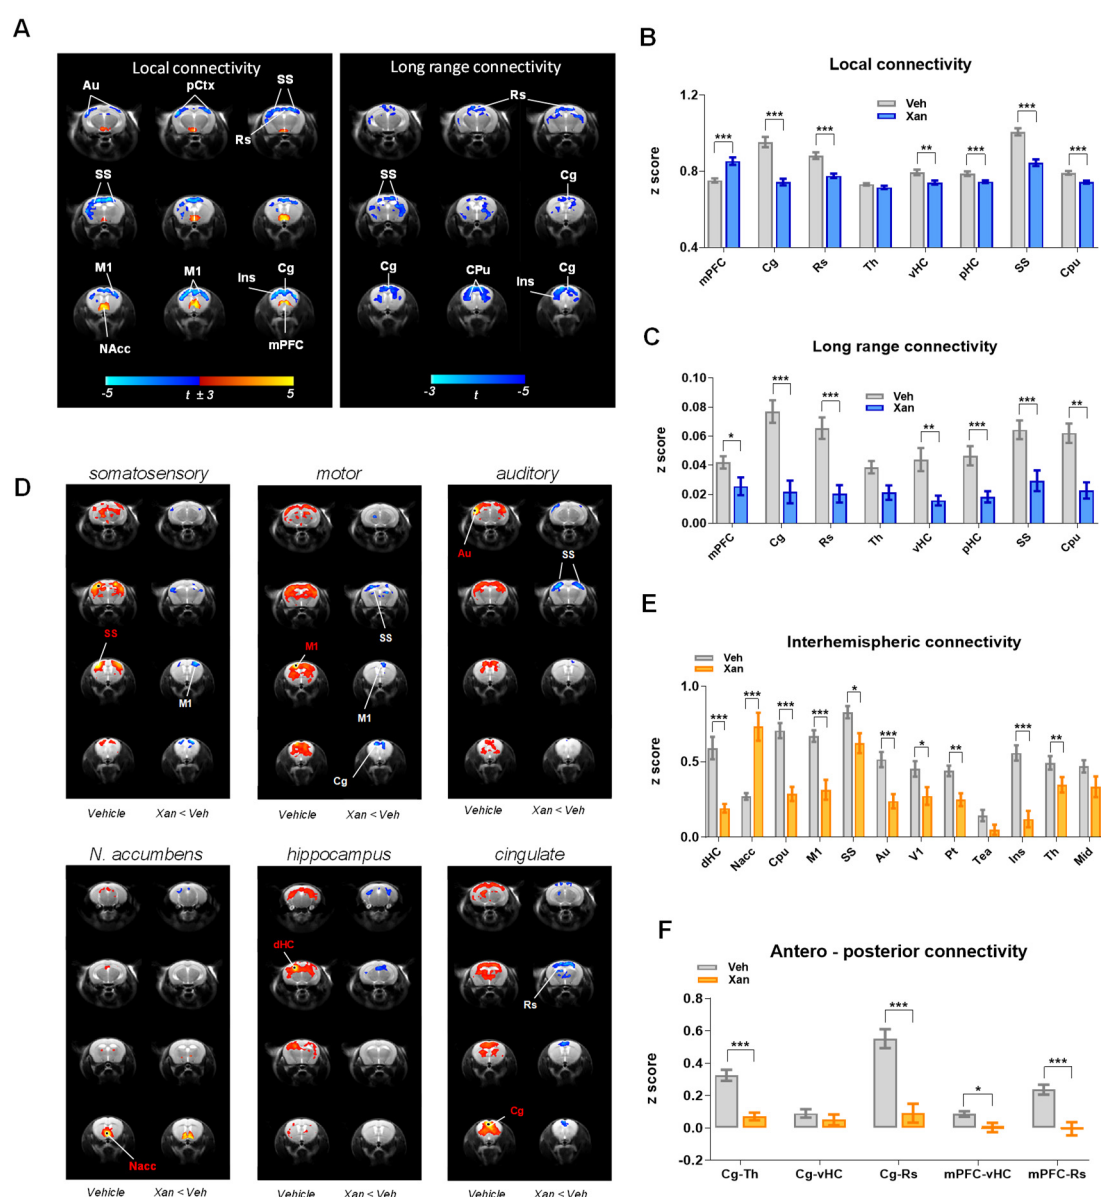 A
Local connectivity
Au
pCtx
SS
Rs
SS
M1
M1
Ins
Cg
NAcc
mPFC
-5
t ± 3
5
Long range connectivity
Rs
SS
Cg
Cg
CPu
Ins
Cg
-3
t
-5
B
Local connectivity
Veh
Xan
z score
1.2
0.8
0.4
***
***
***
**
***
***
***
mPFC
Cg
Rs
Th
vHC
pHC
SS
Cpu
C
Long range connectivity
Veh
Xan
z score
0.10
0.08
0.06
0.04
0.02
0.00
*
***
***
**
***
***
**
mPFC
Cg
Rs
Th
vHC
pHC
SS
Cpu
D
somatosensory
SS
M1
Vehicle
Xan < Veh
motor
M1
SS
M1
Cg
Vehicle
Xan < Veh
auditory
Au
SS
Vehicle
Xan < Veh
N. accumbens
Nacc
Vehicle
Xan < Veh
hippocampus
dHC
Vehicle
Xan < Veh
cingulate
Rs
Cg
Vehicle
Xan < Veh
E
Interhemispheric connectivity
Veh
Xan
z score
1.0
0.5
0.0
***
***
***
***
*
***
*
**
***
**
dHC
Nacc
Cpu
M1
SS
Au
V1
Pt
Tea
Ins
Th
Mid
F
Antero - posterior connectivity
Veh
Xan
z score
0.8
0.6
0.4
0.2
0.0
-0.2
***
***
*
***
Cg-Th
Cg-vHC
Cg-Rs
mPFC-vHC
mPFC-Rs